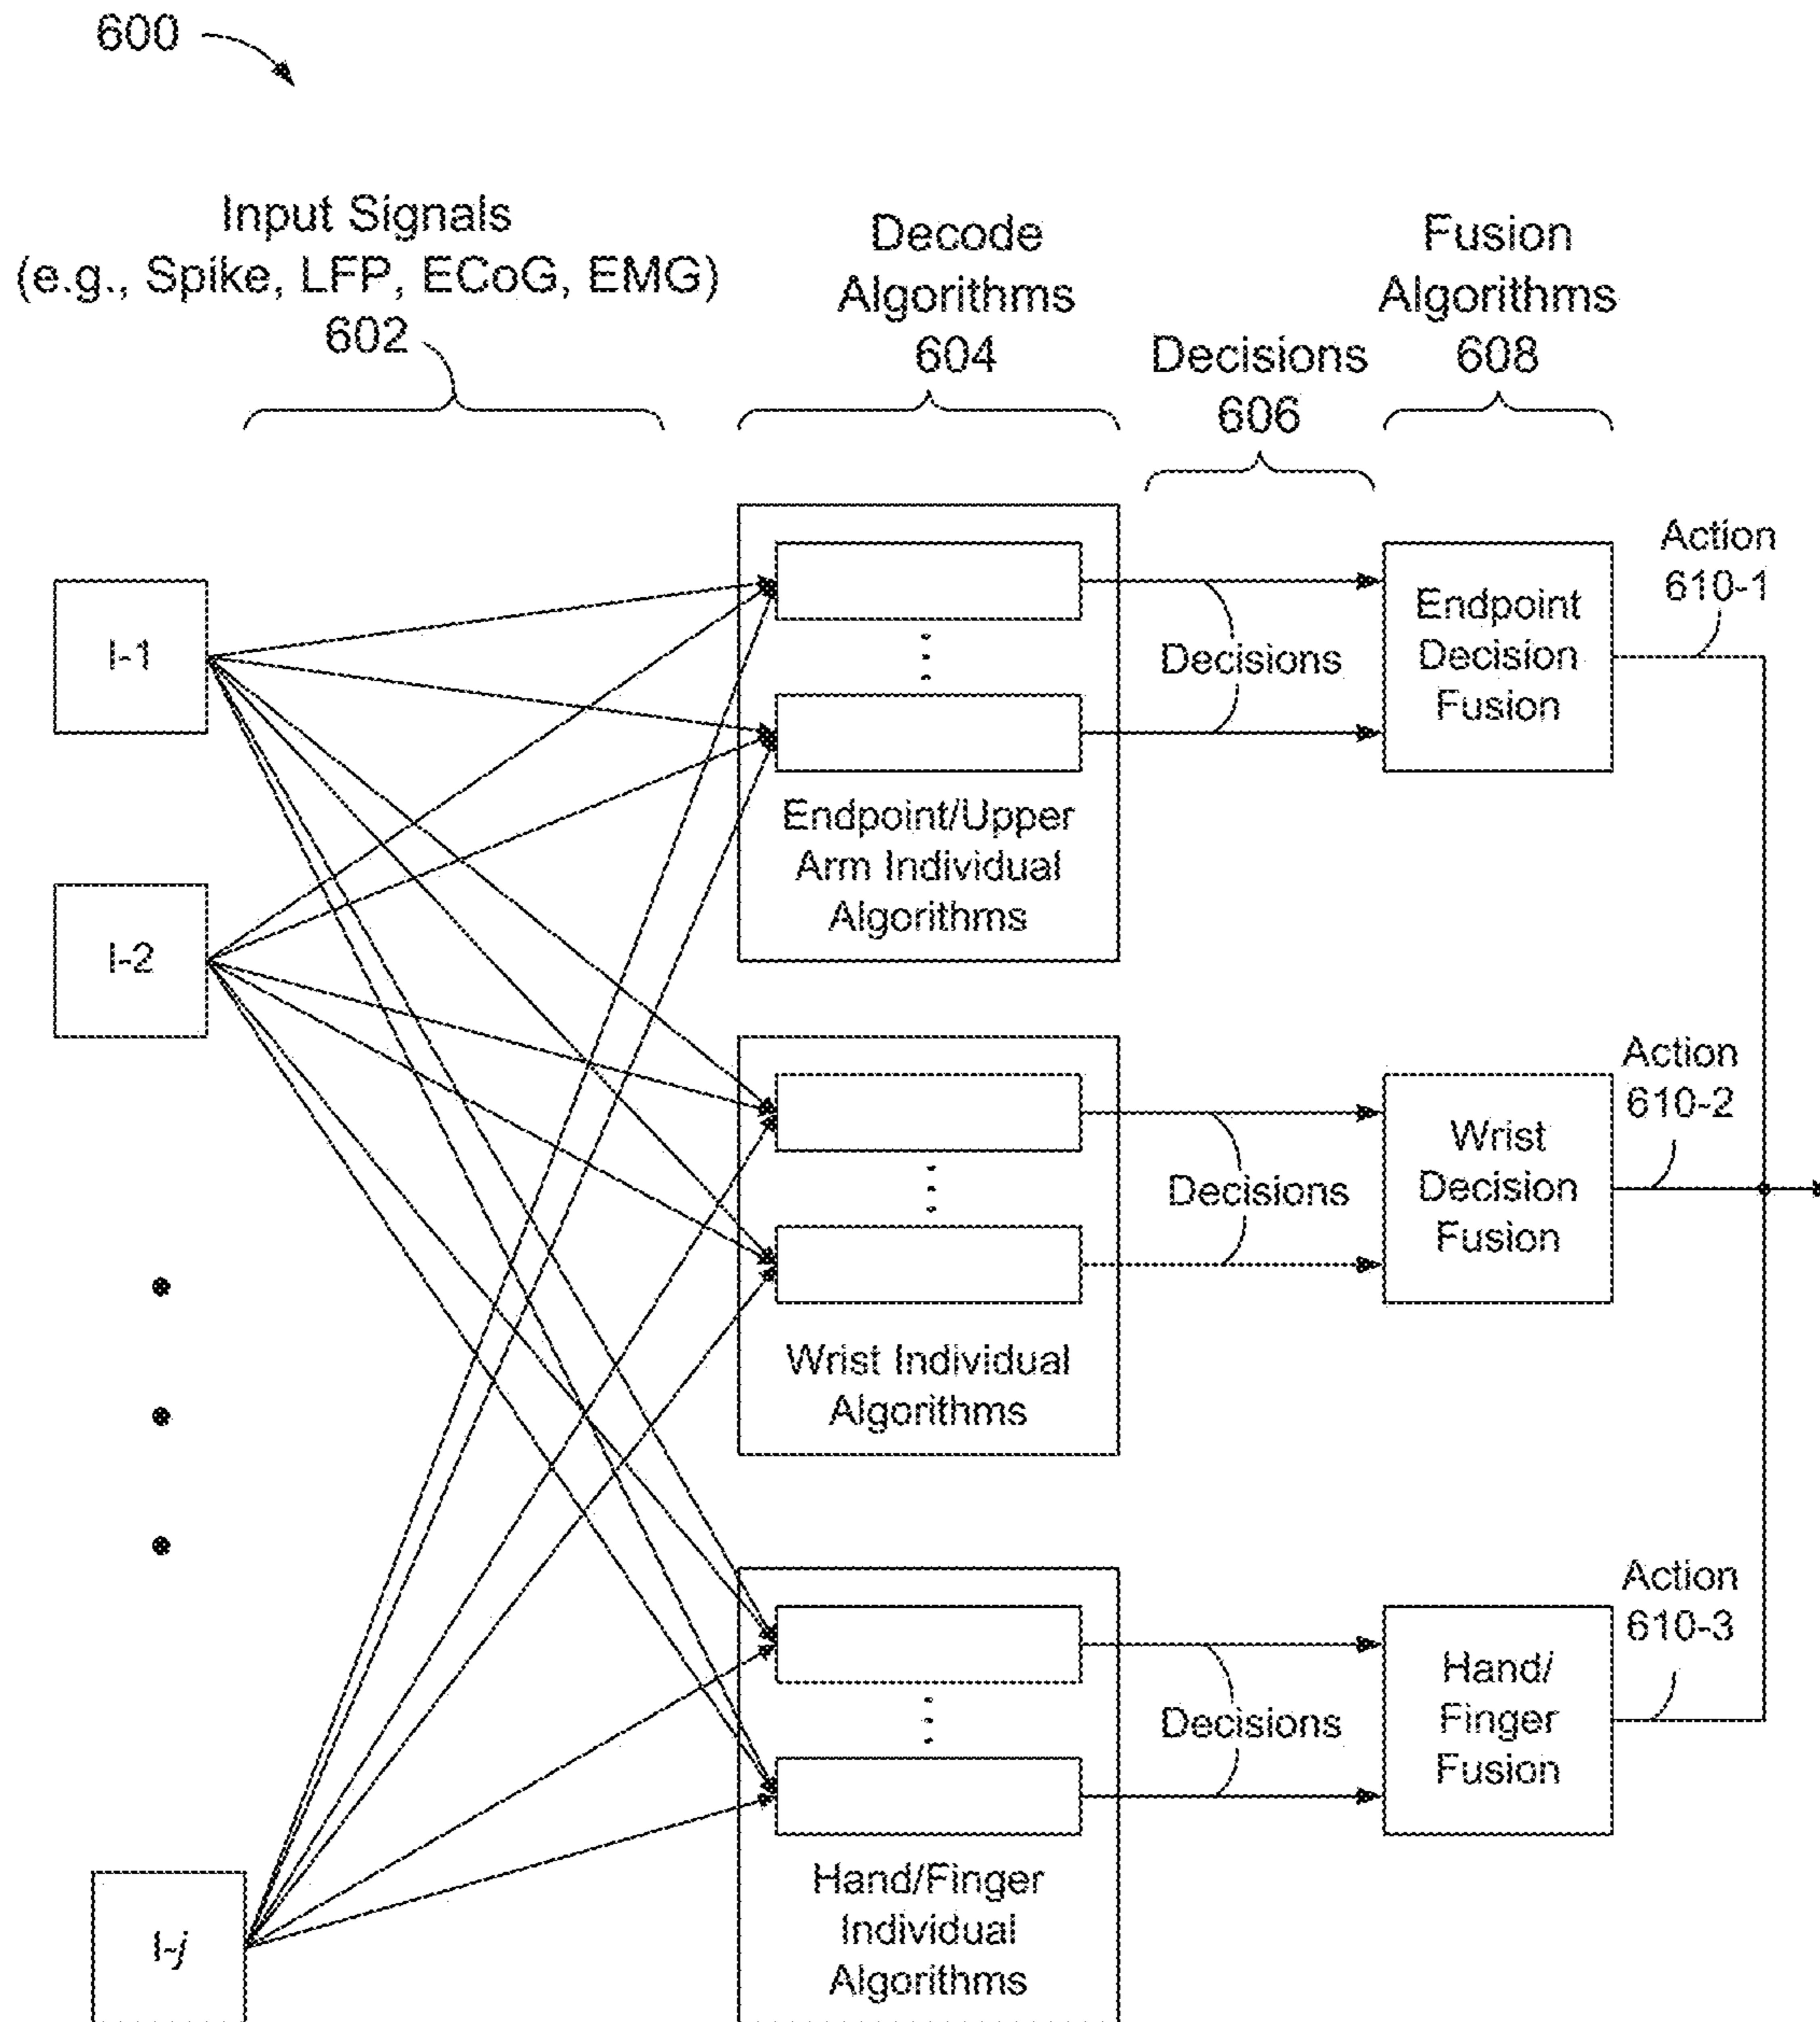 600
Input Signals
(e.g., Spike, LFP, ECoG, EMG)
602
Decode
Algorithms
604
Decisions
606
Fusion
Algorithms
608
I-1
I-2
I-j
Endpoint/Upper
Arm Individual
Algorithms
Decisions
Endpoint
Decision
Fusion
Action
610-1
Wrist Individual
Algorithms
Decisions
Wrist
Decision
Fusion
Action
610-2
Hand/Finger
Individual
Algorithms
Decisions
Hand/
Finger
Fusion
Action
610-3